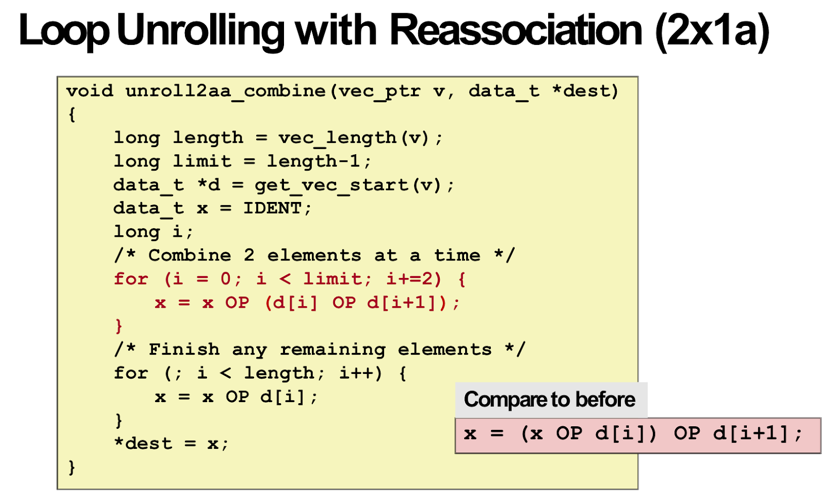 Loop Unrolling with Reassociation (2x1a)
void unroll2aa_combine(vec_ptr v, data_t *dest)
{
    long length = vec_length(v);
    long limit = length-1;
    data_t *d = get_vec_start(v);
    data_t x = IDENT;
    long i;
    /* Combine 2 elements at a time */
    for (i = 0; i < limit; i+=2) {
        x = x OP (d[i] OP d[i+1]);
    }
    /* Finish any remaining elements */
    for (; i < length; i++) {
        x = x OP d[i];
    }
    *dest = x;
}
Compare to before
x = (x OP d[i]) OP d[i+1];